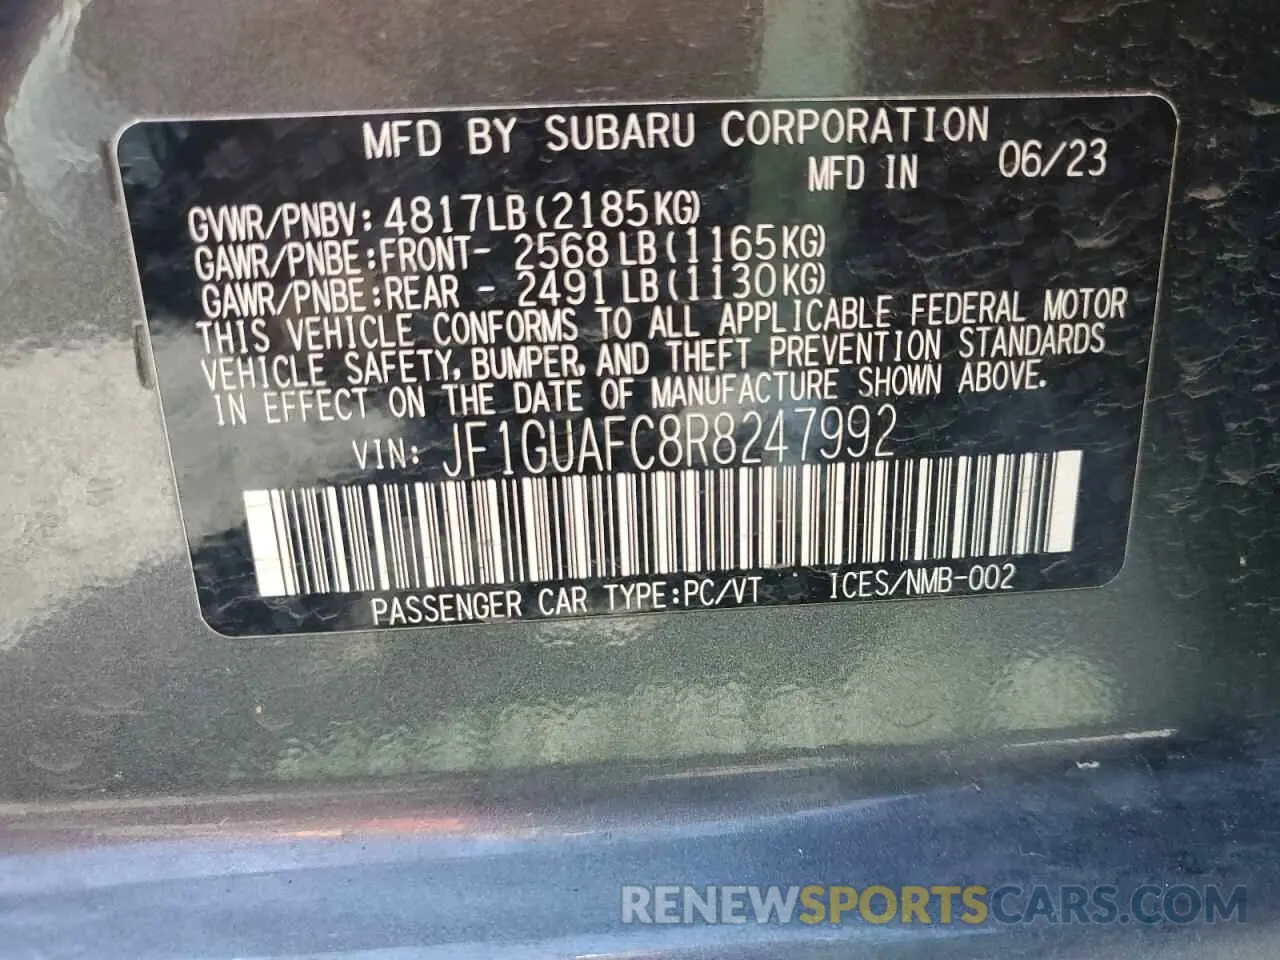 MFD BY SUBARU CORPORATION
MFD IN 06/23
GVWR/PNBV: 4817LB(2185KG)
GAWR/PNBE:FRONT- 2568LB(1165KG)
GAWR/PNBE:REAR - 2491LB(1130KG)
THIS VEHICLE CONFORMS TO ALL APPLICABLE FEDERAL MOTOR
VEHICLE SAFETY, BUMPER, AND THEFT PREVENTION STANDARDS
IN EFFECT ON THE DATE OF MANUFACTURE SHOWN ABOVE.
VIN: JF1GUAFC8R8247992
PASSENGER CAR TYPE:PC/VT ICES/NMB-002
RENEWSPORTSCARS.COM